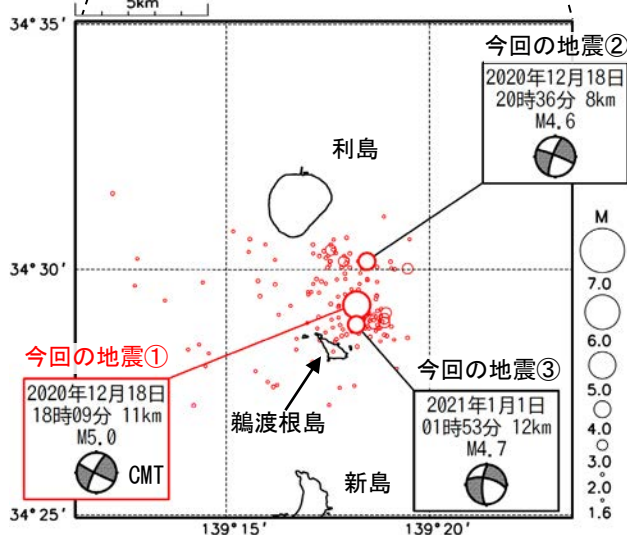 5km
34°35′
今回の地震②
2020年12月18日
20時36分 8km
M4.6
利島
M
34°30′
7.0
6.0
今回の地震①
今回の地震③
5.0
2020年12月18日
18時09分 11km
M5.0
CMT
鵜渡根島
2021年1月1日
01時53分 12km
M4.7
4.0
3.0
2.0
1.6
新島
34°25′
139°15′
139°20′